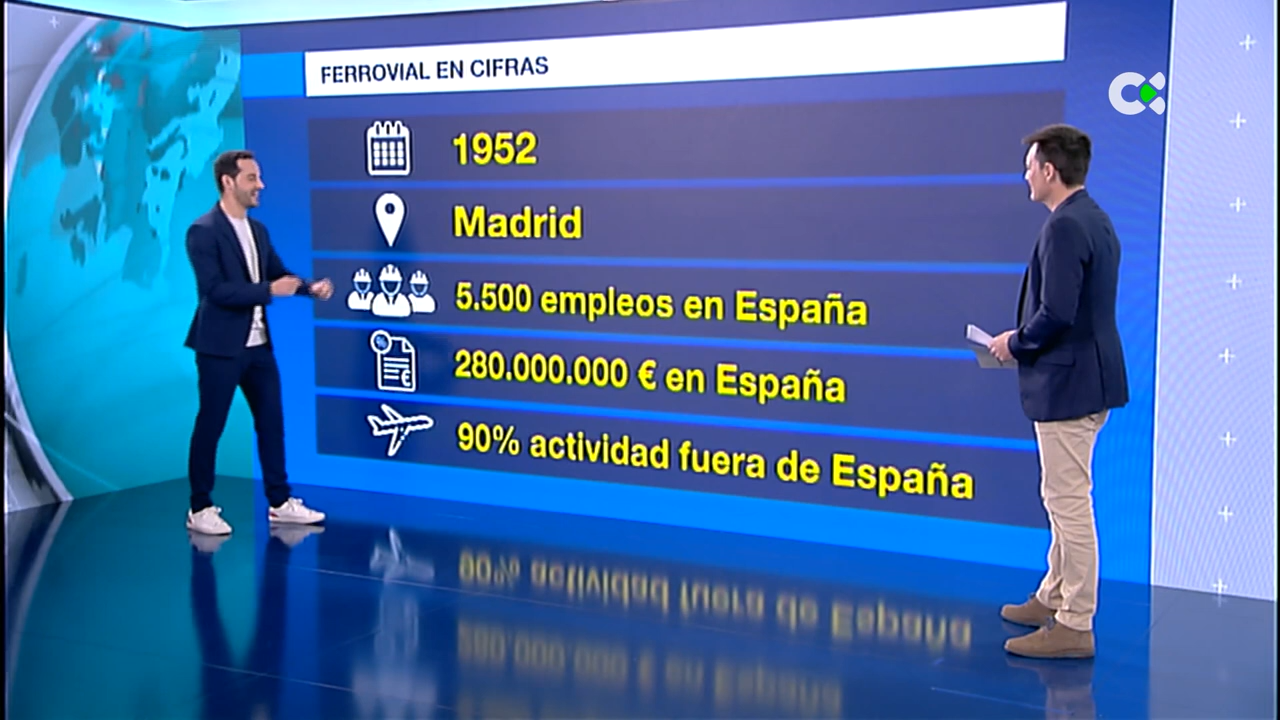 FERROVIAL EN CIFRAS
1952
Madrid
5.500 empleos en España
280.000.000 € en España
90% actividad fuera de España